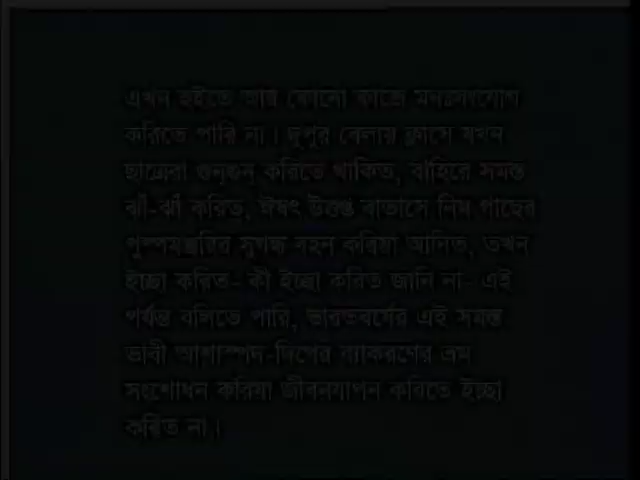 এখন হইতে আর কোনো কাজে মনঃসংযোগ
করিতে পারি না। দুপুর বেলায় ক্লাসে যখন
ছাত্রেরা গুন্‌গুন্‌ করিতে থাকিত, বাহিরে সমস্ত
ঝাঁ-ঝাঁ করিত, ঈষৎ উত্তপ্ত বাতাসে নিম গাছের
পুষ্পমঞ্জরির সুগন্ধ বহন করিয়া আনিত, তখন
ইচ্ছা করিত- কী ইচ্ছা করিত জানি না- এই
পর্যন্ত বলিতে পারি, ভারতবর্ষের এই সমস্ত
ভাবী আশাস্পদ-দিগের ব্যাকরণের ভ্রম
সংশোধন করিয়া জীবনযাপন করিতে ইচ্ছা
করিত না।